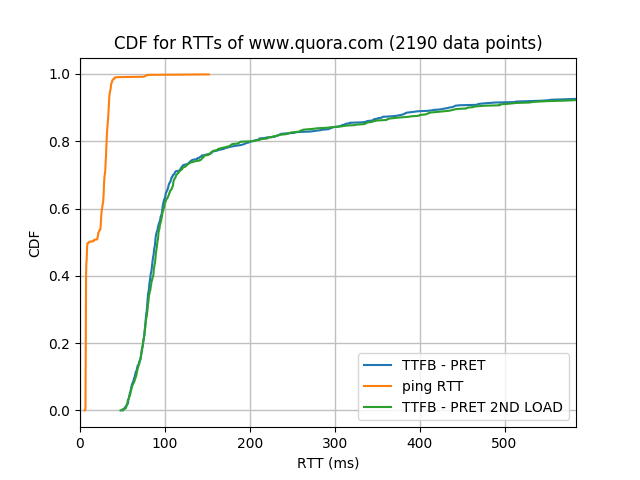 CDF for RTTs of www.quora.com (2190 data points)
1.0
0.8
0.6
0.4
0.2
0.0
CDF
0 100 200 300 400 500
RTT (ms)
TTFB - PRET
ping RTT
TTFB - PRET 2ND LOAD